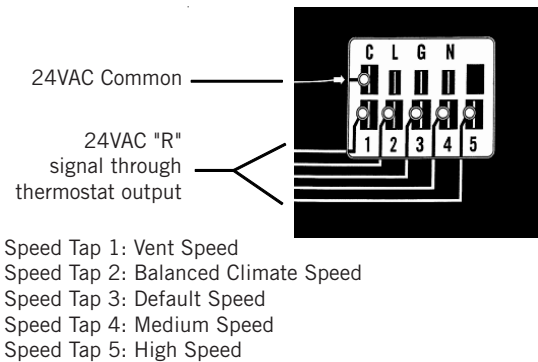 C L G N
24VAC Common
24VAC "R"
signal through
thermostat output
1 2 3 4 5
Speed Tap 1: Vent Speed
Speed Tap 2: Balanced Climate Speed
Speed Tap 3: Default Speed
Speed Tap 4: Medium Speed
Speed Tap 5: High Speed